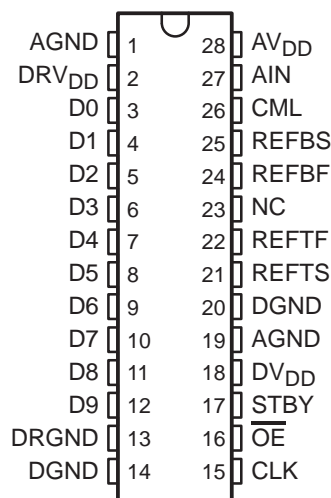 AGND 1 28 AVDD
DRVDD 2 27 AIN
D0 3 26 CML
D1 4 25 REFBS
D2 5 24 REFBF
D3 6 23 NC
D4 7 22 REFTF
D5 8 21 REFTS
D6 9 20 DGND
D7 10 19 AGND
D8 11 18 DVDD
D9 12 17 STBY
DRGND 13 16 O̅E̅
DGND 14 15 CLK